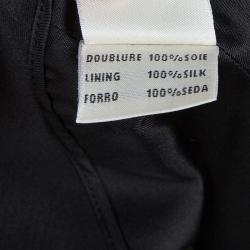 DOUBLURE 100%SOIE
LINING 100%SILK
FORRO 100%SEDA